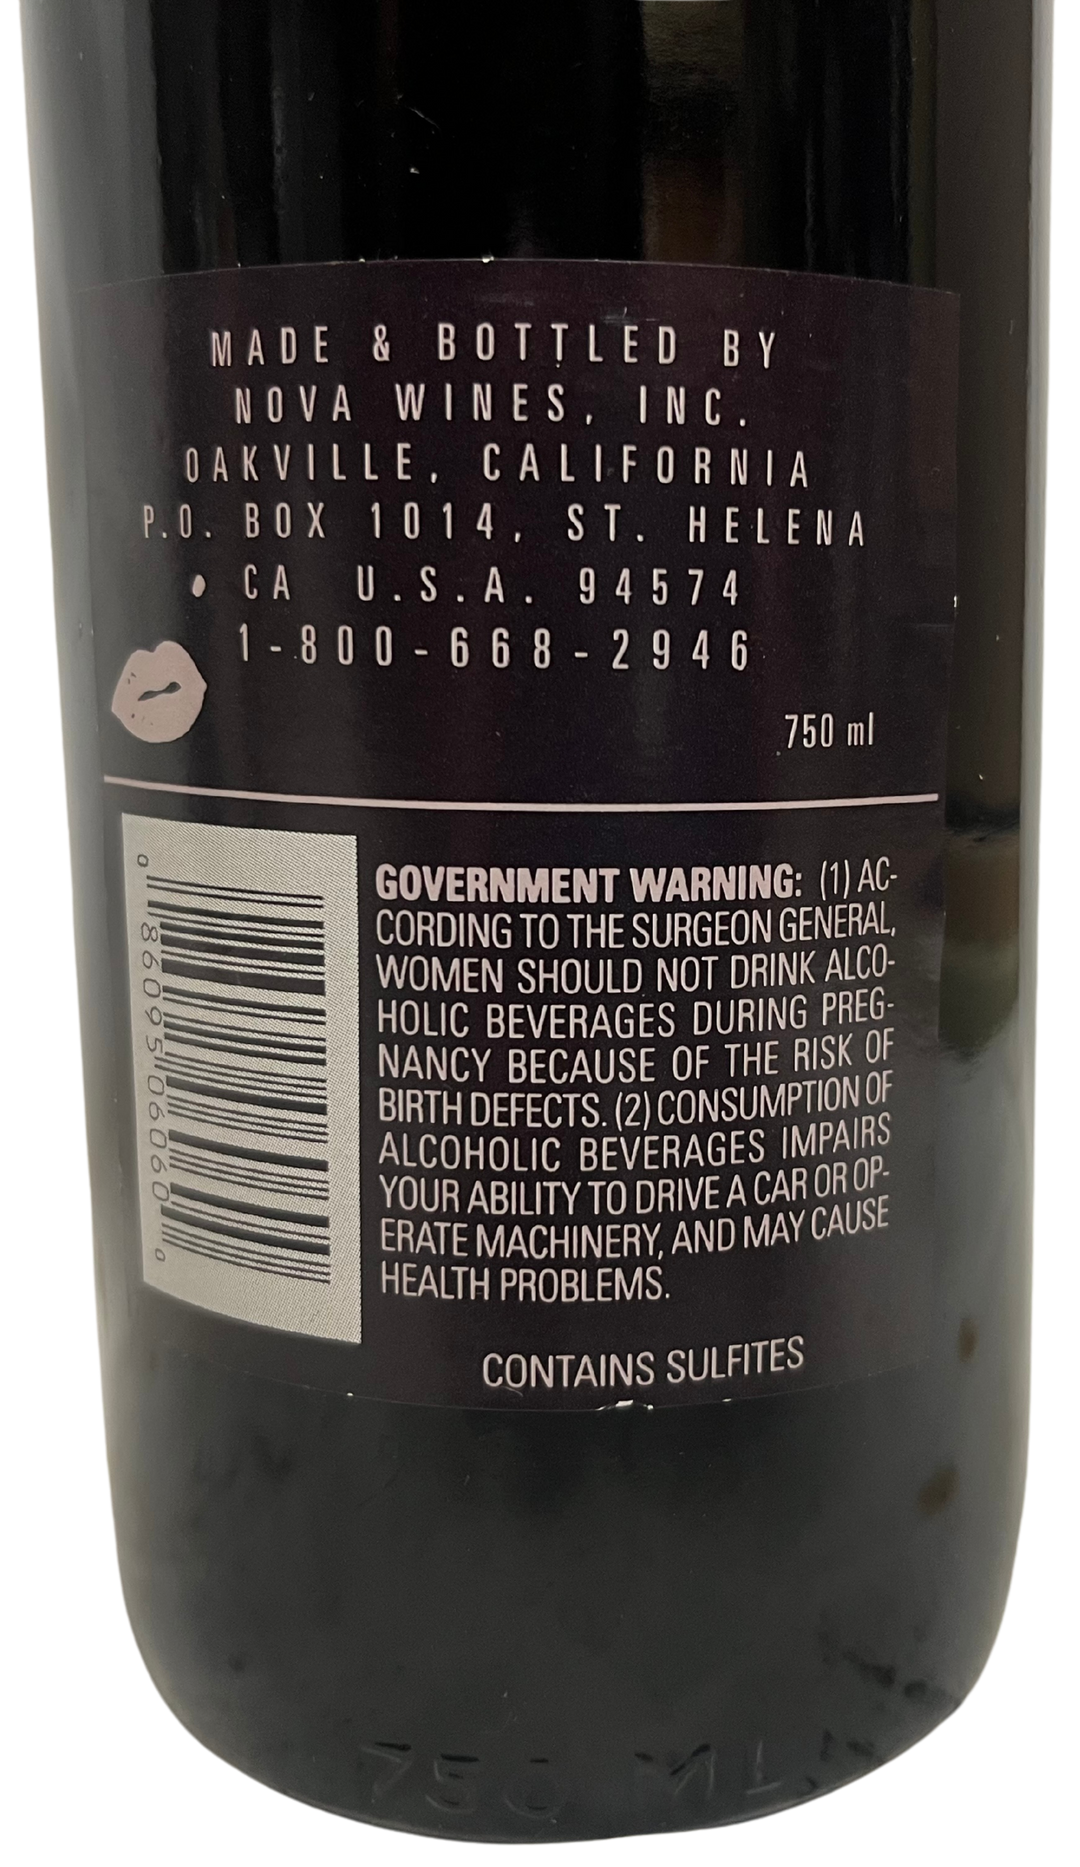 MADE & BOTTLED BY
NOVA WINES, INC.
OAKVILLE, CALIFORNIA
P.O. BOX 1014, ST. HELENA
• CA U.S.A. 94574
1-800-668-2946
750 ml
0 86095 06060 0
GOVERNMENT WARNING: (1) AC-
CORDING TO THE SURGEON GENERAL,
WOMEN SHOULD NOT DRINK ALCO-
HOLIC BEVERAGES DURING PREG-
NANCY BECAUSE OF THE RISK OF
BIRTH DEFECTS. (2) CONSUMPTION OF
ALCOHOLIC BEVERAGES IMPAIRS
YOUR ABILITY TO DRIVE A CAR OR OP-
ERATE MACHINERY, AND MAY CAUSE
HEALTH PROBLEMS.
CONTAINS SULFITES
750 ML